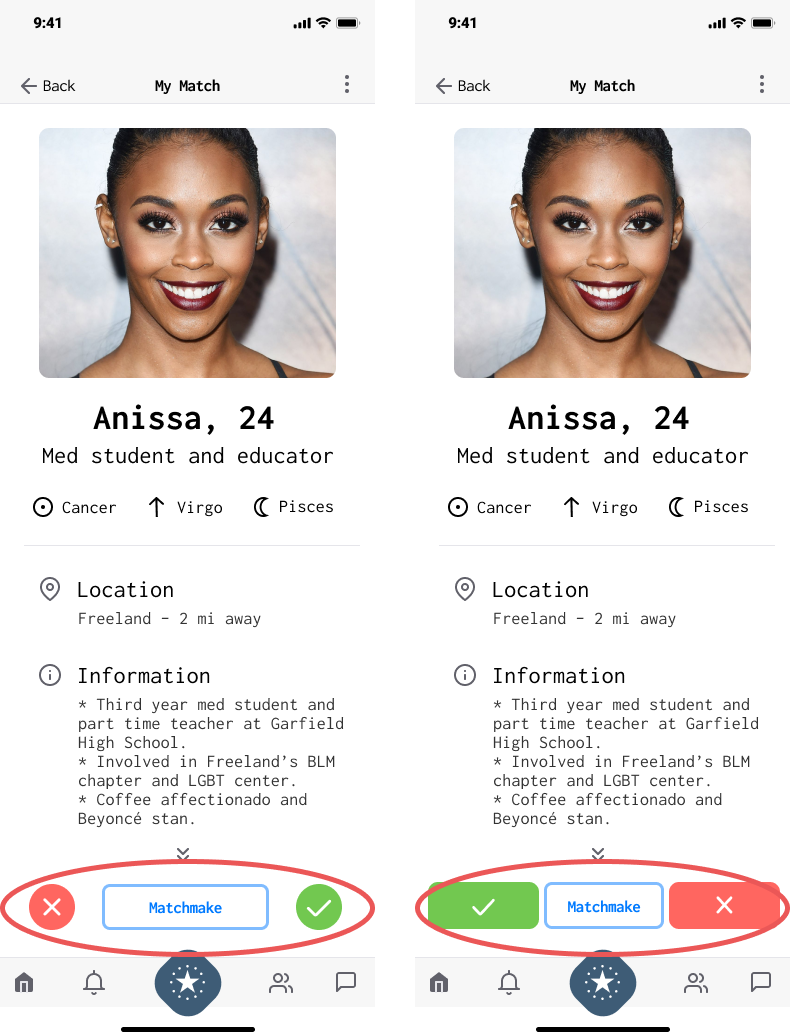 9:41
Back
My Match
Anissa, 24
Med student and educator
Cancer
Virgo
Pisces
Location
Freeland - 2 mi away
Information
* Third year med student and
part time teacher at Garfield
High School.
* Involved in Freeland's BLM
chapter and LGBT center.
* Coffee affectionado and
Beyoncé stan.
Matchmake
9:41
Back
My Match
Anissa, 24
Med student and educator
Cancer
Virgo
Pisces
Location
Freeland - 2 mi away
Information
* Third year med student and
part time teacher at Garfield
High School.
* Involved in Freeland's BLM
chapter and LGBT center.
* Coffee affectionado and
Beyoncé stan.
Matchmake